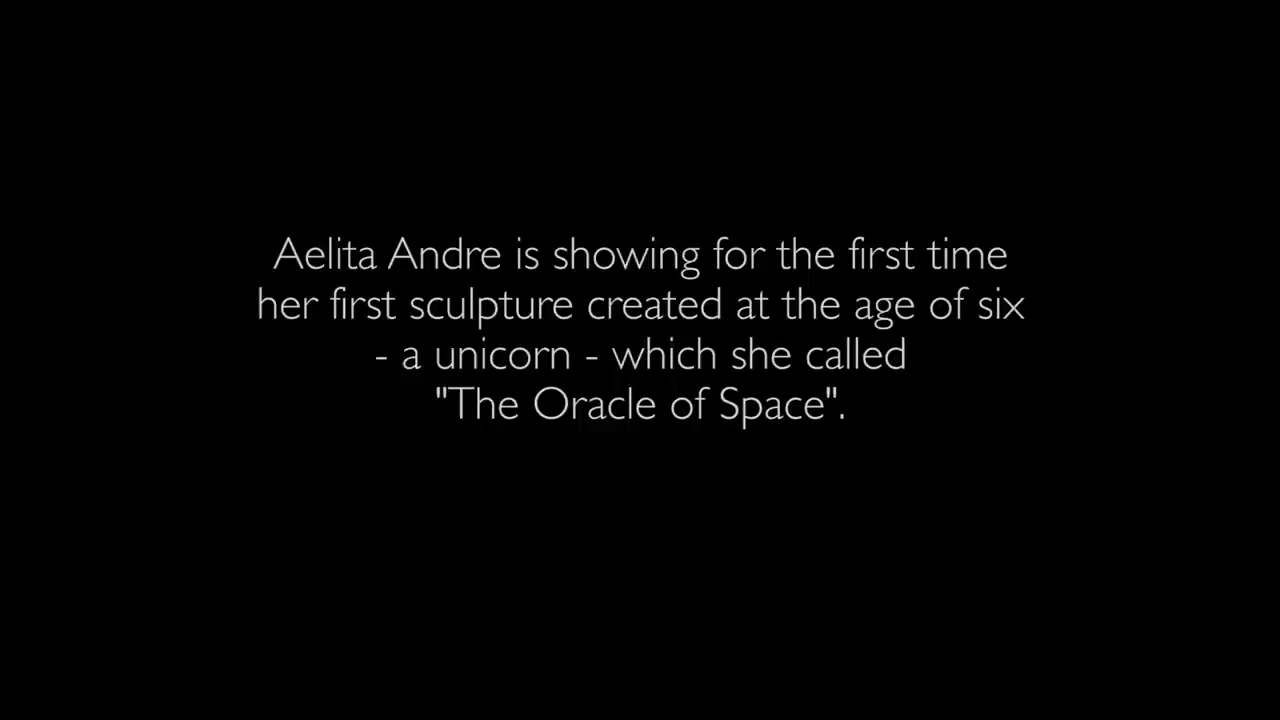 Aelita Andre is showing for the first time
her first sculpture created at the age of six
- a unicorn - which she called
"The Oracle of Space".